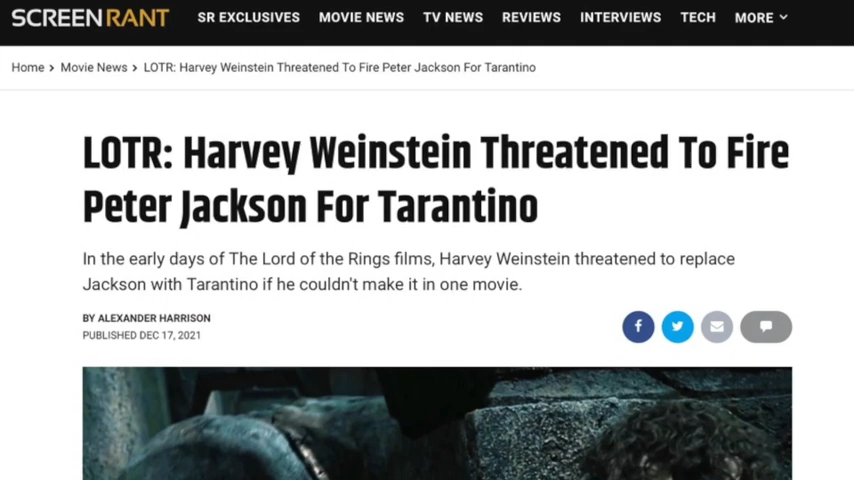 SCREENRANT SR EXCLUSIVES MOVIE NEWS TV NEWS REVIEWS INTERVIEWS TECH MORE
Home > Movie News > LOTR: Harvey Weinstein Threatened To Fire Peter Jackson For Tarantino
LOTR: Harvey Weinstein Threatened To Fire
Peter Jackson For Tarantino
In the early days of The Lord of the Rings films, Harvey Weinstein threatened to replace
Jackson with Tarantino if he couldn't make it in one movie.
BY ALEXANDER HARRISON
PUBLISHED DEC 17, 2021